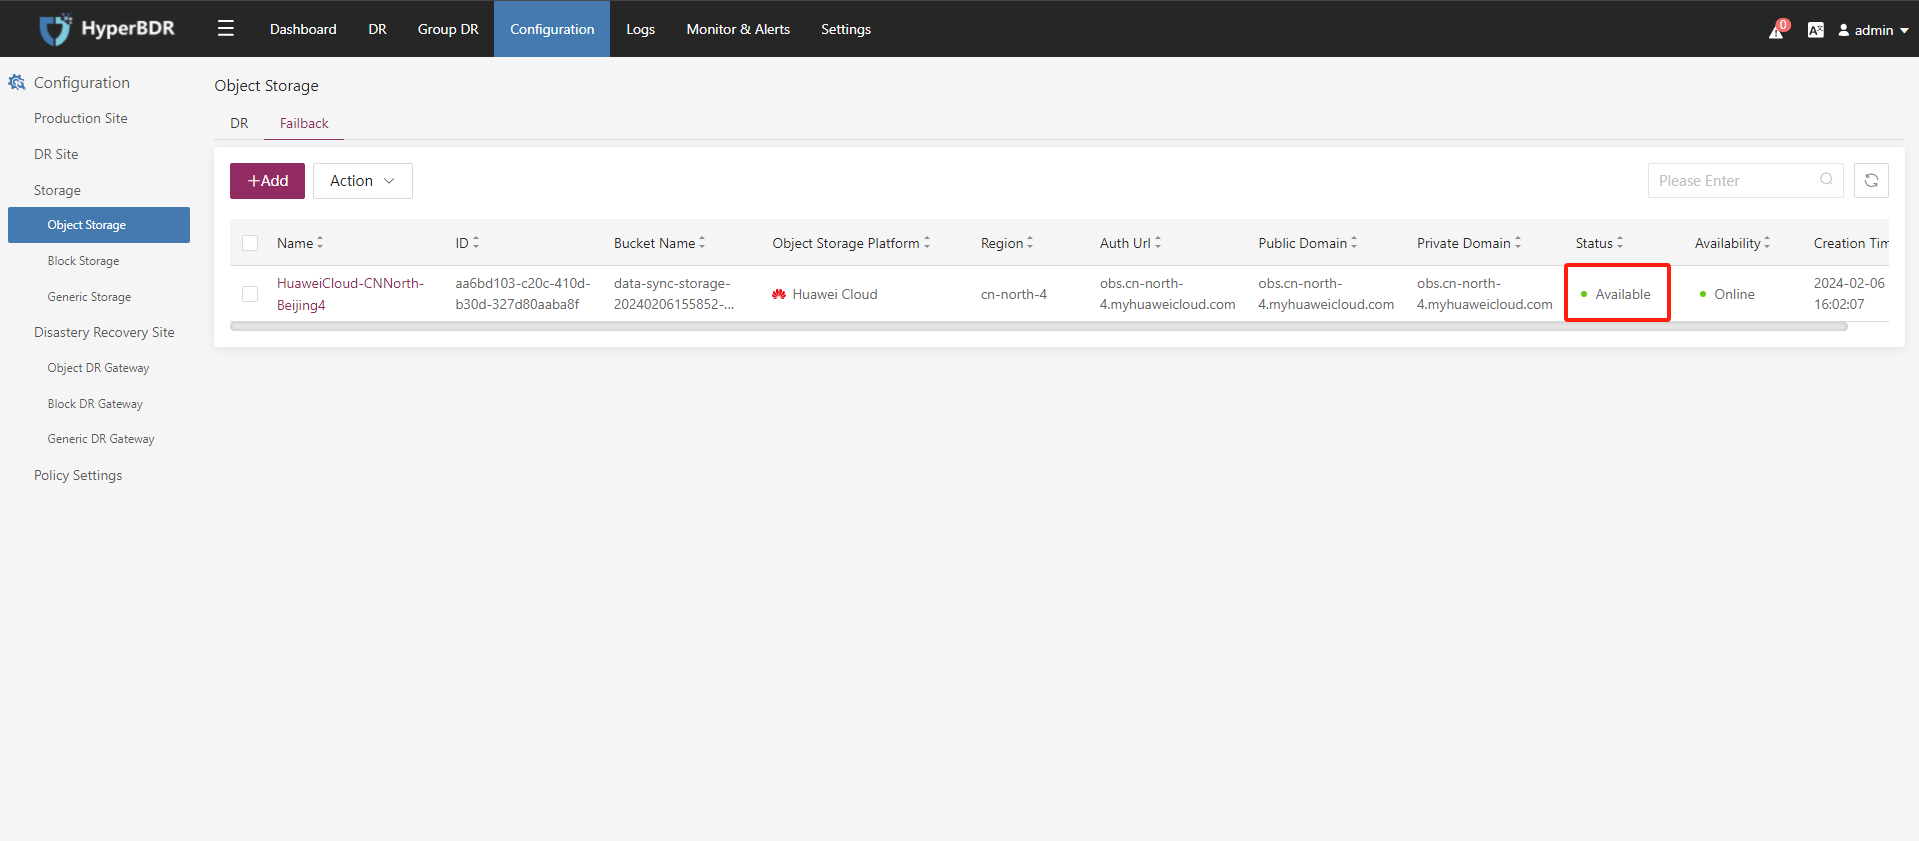 HyperBDR
Dashboard
DR
Group DR
Configuration
Logs
Monitor & Alerts
Settings
0
admin
Configuration
Production Site
DR Site
Storage
Object Storage
Block Storage
Generic Storage
Disastery Recovery Site
Object DR Gateway
Block DR Gateway
Generic DR Gateway
Policy Settings
Object Storage
DR
Failback
+Add
Action
Please Enter
Name
ID
Bucket Name
Object Storage Platform
Region
Auth Url
Public Domain
Private Domain
Status
Availability
Creation Tim
HuaweiCloud-CNNorth-
Beijing4
aa6bd103-c20c-410d-
b30d-327d80aaba8f
data-sync-storage-
20240206155852-...
Huawei Cloud
cn-north-4
obs.cn-north-
4.myhuaweicloud.com
obs.cn-north-
4.myhuaweicloud.com
obs.cn-north-
4.myhuaweicloud.com
Available
Online
2024-02-06
16:02:07